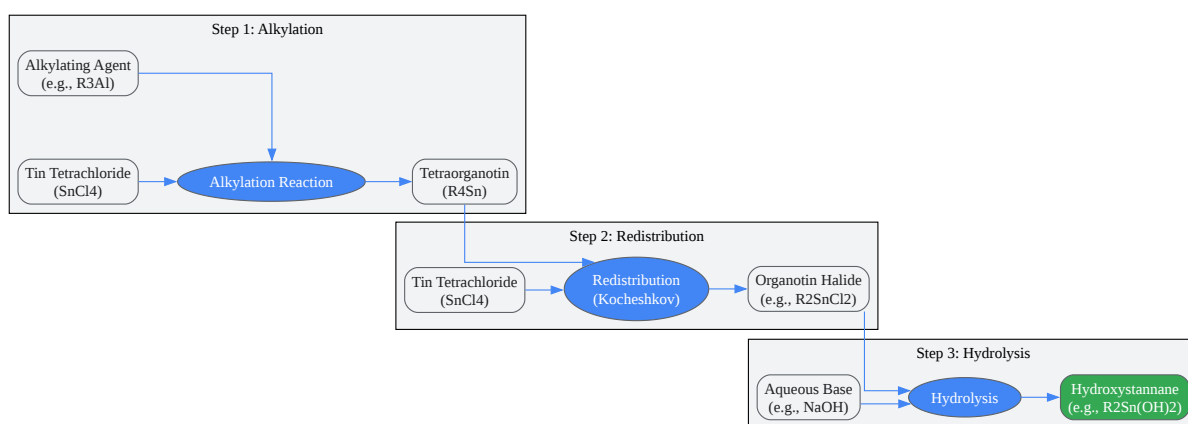 Step 1: Alkylation
Alkylating Agent
(e.g., R3Al)
Tin Tetrachloride
(SnCl4)
Alkylation Reaction
Tetraorganotin
(R4Sn)
Step 2: Redistribution
Tin Tetrachloride
(SnCl4)
Redistribution
(Kocheshkov)
Organotin Halide
(e.g., R2SnCl2)
Step 3: Hydrolysis
Aqueous Base
(e.g., NaOH)
Hydrolysis
Hydroxystannane
(e.g., R2Sn(OH)2)